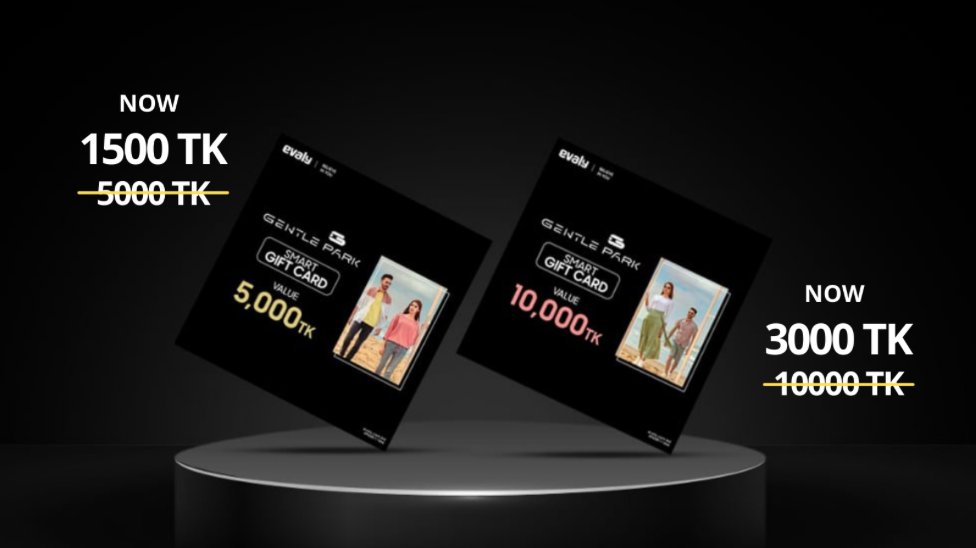 NOW
1500 TK
5000 TK
evaly
GENTLE PARK
SMART
GIFT CARD
VALUE
5,000TK
evaly
GENTLE PARK
SMART
GIFT CARD
VALUE
10,000TK
NOW
3000 TK
10000 TK